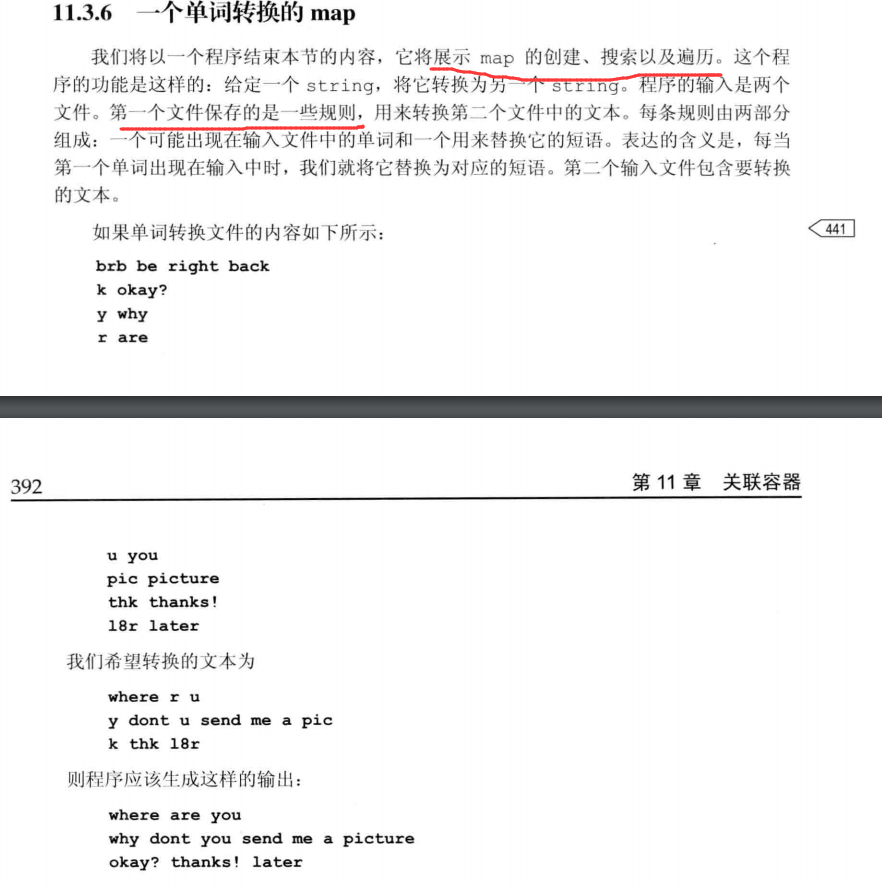 11.3.6 一个单词转换的 map
我们将以一个程序结束本节的内容，它将展示 map 的创建、搜索以及遍历。这个程
序的功能是这样的：给定一个 string，将它转换为另一个 string。程序的输入是两个
文件。第一个文件保存的是一些规则，用来转换第二个文件中的文本。每条规则由两部分
组成：一个可能出现在输入文件中的单词和一个用来替换它的短语。表达的含义是，每当
第一个单词出现在输入中时，我们就将它替换为对应的短语。第二个输入文件包含要转换
的文本。
如果单词转换文件的内容如下所示：
441
brb be right back
k okay?
y why
r are
392
第 11 章 关联容器
u you
pic picture
thk thanks!
l8r later
我们希望转换的文本为
where r u
y dont u send me a pic
k thk l8r
则程序应该生成这样的输出：
where are you
why dont you send me a picture
okay? thanks! later